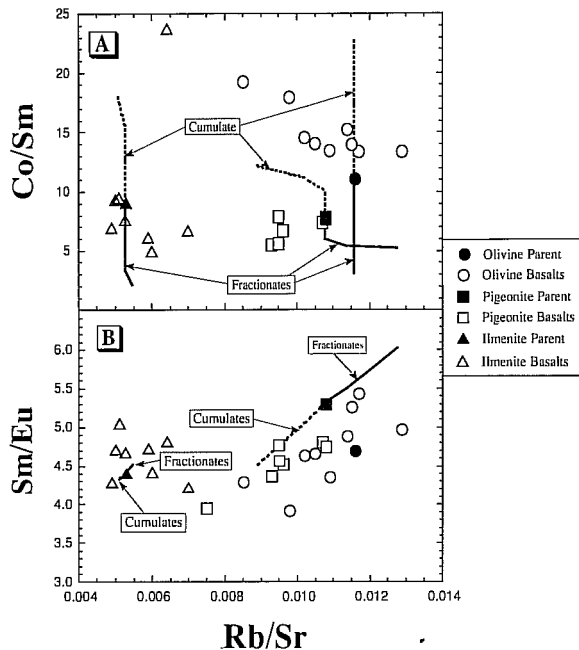 A
25
20
15
10
5
Co/Sm
Cumulate
Fractionates
Olivine Parent
Olivine Basalts
Pigeonite Parent
Pigeonite Basalts
Ilmenite Parent
Ilmenite Basalts
B
6.0
5.5
5.0
4.5
4.0
3.0
Sm/Eu
Fractionates
Cumulates
Fractionates
Cumulates
0.004
0.006
0.008
0.010
0.012
0.014
Rb/Sr